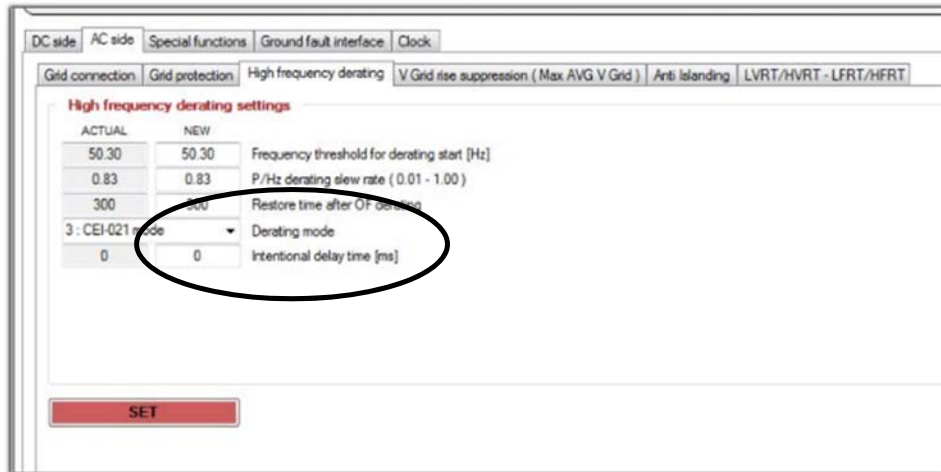 DC side AC side Special functions Ground fault interface Clock
Grid connection Grid protection High frequency derating V Grid rise suppression ( Max AVG V Grid ) Anti Islanding LVRT/HVRT - LFRT/HFRT
High frequency derating settings
ACTUAL NEW
50.30 50.30 Frequency threshold for derating start [Hz]
0.83 0.83 P/Hz derating slew rate ( 0.01 - 1.00 )
300 300 Restore time after OF derating
3 : CEI-021 mode Derating mode
0 0 Intentional delay time [ms]
SET